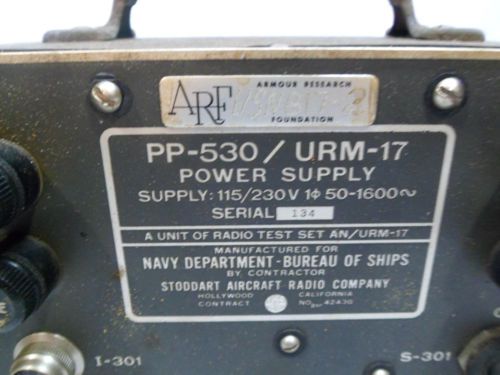 ARMOUR RESEARCH
ARF
FOUNDATION
PP-530 / URM-17
POWER SUPPLY
SUPPLY: 115/230V 1Φ 50-1600~
SERIAL 134
A UNIT OF RADIO TEST SET AN/URM-17
MANUFACTURED FOR
NAVY DEPARTMENT - BUREAU OF SHIPS
BY CONTRACTOR
STODDART AIRCRAFT RADIO COMPANY
HOLLYWOOD CALIFORNIA
CONTRACT NOBSR 42430
I-301
S-301